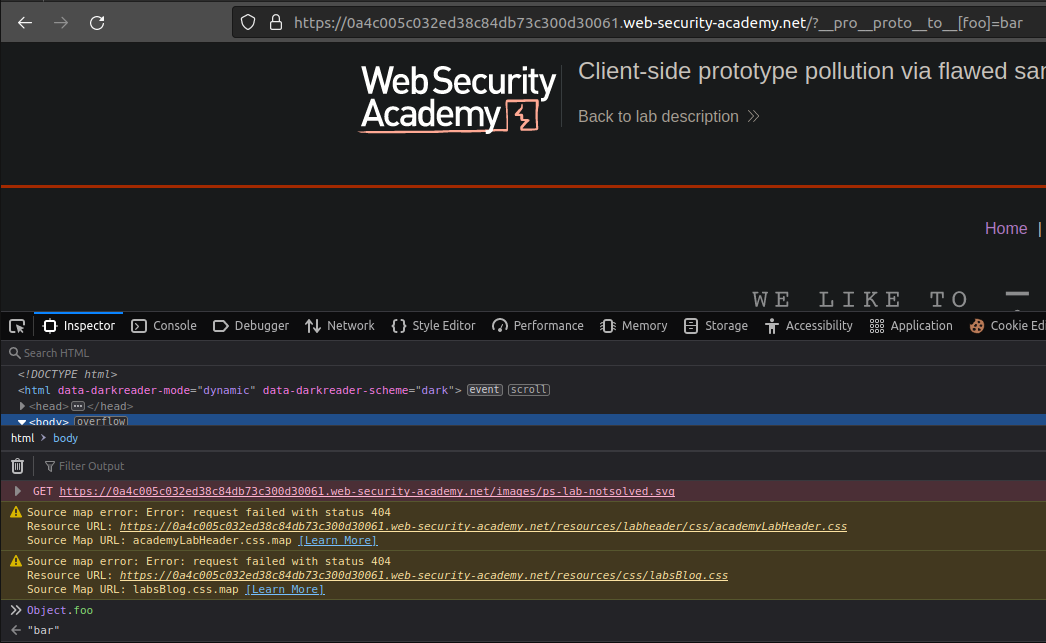 https://0a4c005c032ed38c84db73c300d30061.web-security-academy.net/?__pro__proto__to__[foo]=bar
Web Security
Academy
Client-side prototype pollution via flawed sar
Back to lab description
Home |
WE LIKE TO
Inspector Console Debugger Network Style Editor Performance Memory Storage Accessibility Application Cookie Edi
Search HTML
<!DOCTYPE html>
<html data-darkreader-mode="dynamic" data-darkreader-scheme="dark"> event scroll
<head> ••• </head>
<body> overflow
html > body
Filter Output
GET https://0a4c005c032ed38c84db73c300d30061.web-security-academy.net/images/ps-lab-notsolved.svg
Source map error: Error: request failed with status 404
Resource URL: https://0a4c005c032ed38c84db73c300d30061.web-security-academy.net/resources/labheader/css/academyLabHeader.css
Source Map URL: academyLabHeader.css.map [Learn More]
Source map error: Error: request failed with status 404
Resource URL: https://0a4c005c032ed38c84db73c300d30061.web-security-academy.net/resources/css/labsBlog.css
Source Map URL: labsBlog.css.map [Learn More]
Object.foo
"bar"